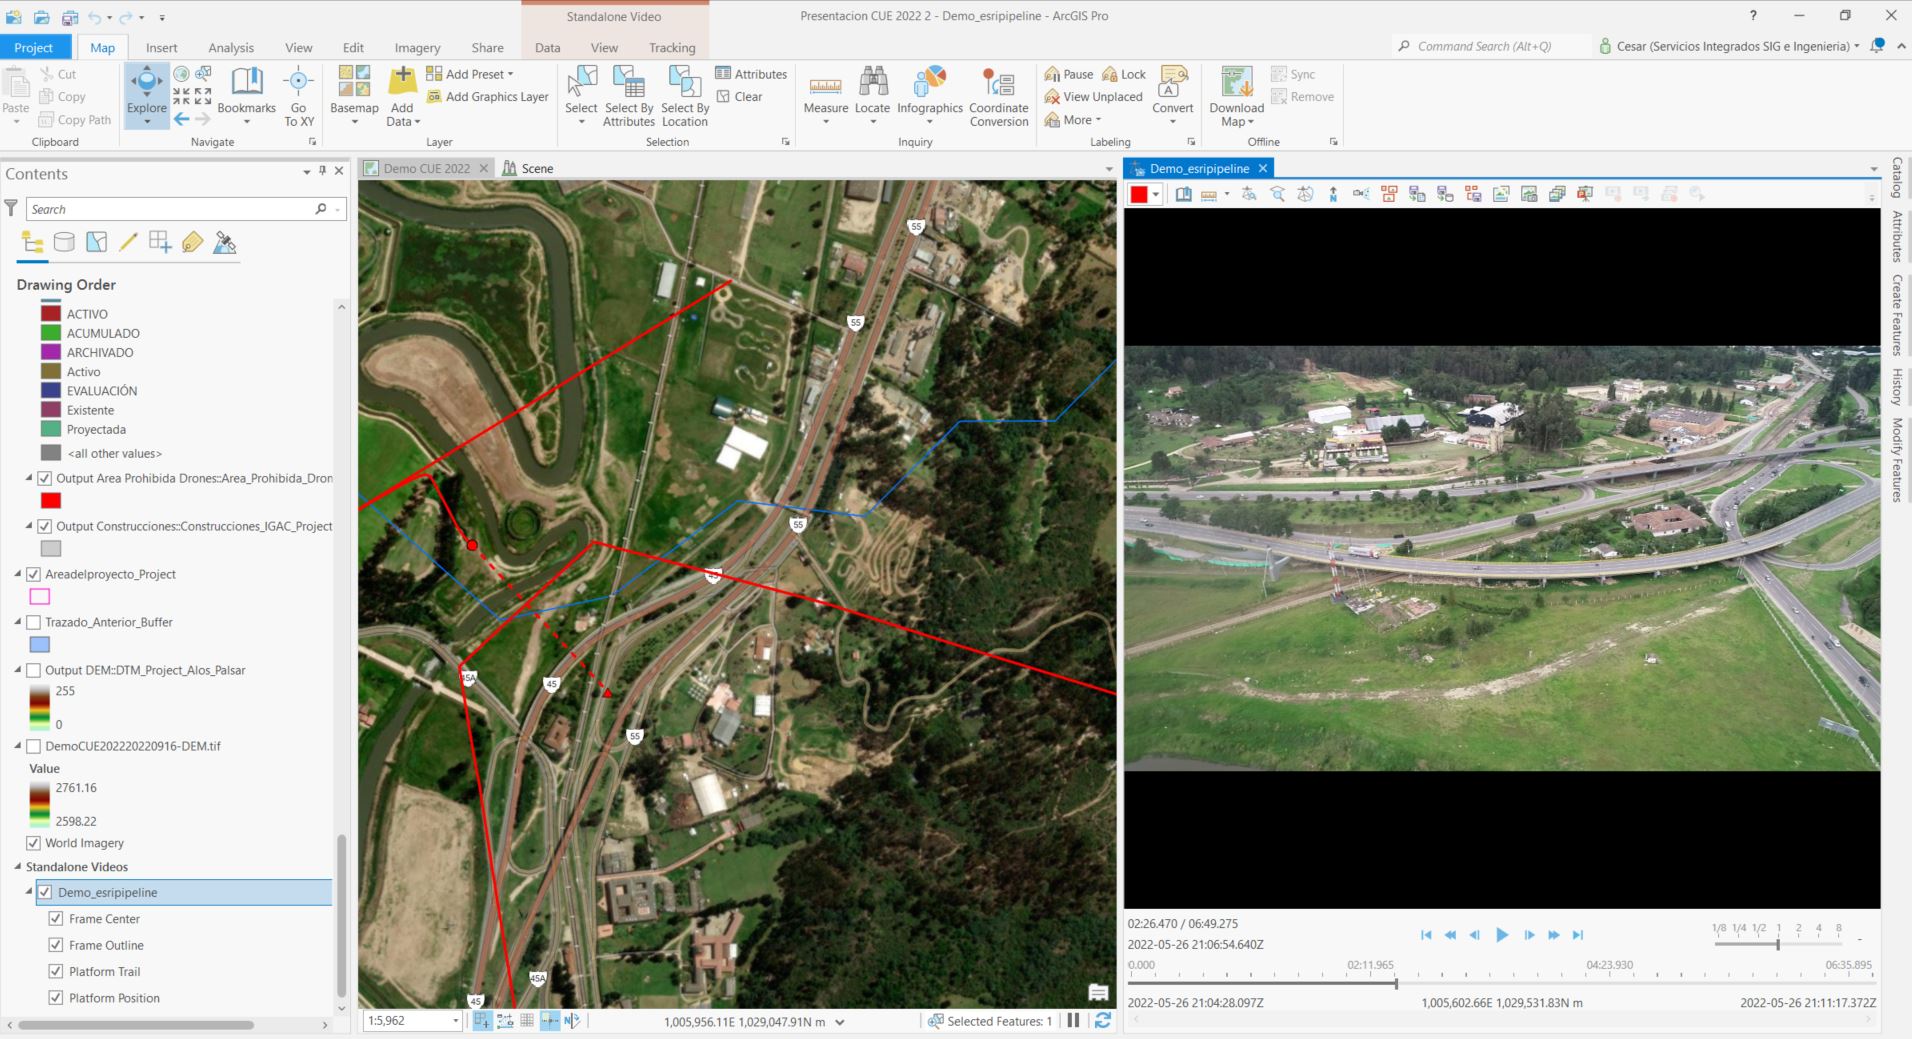 Standalone Video
Presentacion CUE 2022 2 - Demo_esripipeline - ArcGIS Pro
?
Project Map Insert Analysis View Edit Imagery Share Data View Tracking
Command Search (Alt+Q)
Cesar (Servicios Integrados SIG e Ingenieria)
Paste
Cut
Copy
Copy Path
Clipboard
Explore
Bookmarks
Go To XY
Navigate
Basemap
Add Data
Add Preset
Add Graphics Layer
Layer
Select
Select By Attributes
Select By Location
Attributes
Clear
Selection
Measure
Locate
Infographics
Coordinate Conversion
Inquiry
Pause
Lock
View Unplaced
More
Convert
Labeling
Download Map
Sync
Remove
Offline
Contents
Search
Drawing Order
ACTIVO
ACUMULADO
ARCHIVADO
Activo
EVALUACIÓN
Existente
Proyectada
<all other values>
Output Area Prohibida Drones::Area_Prohibida_Dron
Output Construcciones::Construcciones_IGAC_Project
Areadelproyecto_Project
Trazado_Anterior_Buffer
Output DEM::DTM_Project_Alos_Palsar
255
0
DemoCUE202220220916-DEM.tif
Value
2761.16
2598.22
World Imagery
Standalone Videos
Demo_esripipeline
Frame Center
Frame Outline
Platform Trail
Platform Position
Demo CUE 2022
Scene
55
55
55
45
45A
45
55
45A
45
1:5,962
1,005,956.11E 1,029,047.91N m
Selected Features: 1
Demo_esripipeline
N
02:26.470 / 06:49.275
2022-05-26 21:06:54.640Z
1/8 1/4 1/2 1 2 4 8
0.000 02:11.965 04:23.930 06:35.895
2022-05-26 21:04:28.097Z 1,005,602.66E 1,029,531.83N m 2022-05-26 21:11:17.372Z
Catalog
Attributes
Create Features
History
Modify Features